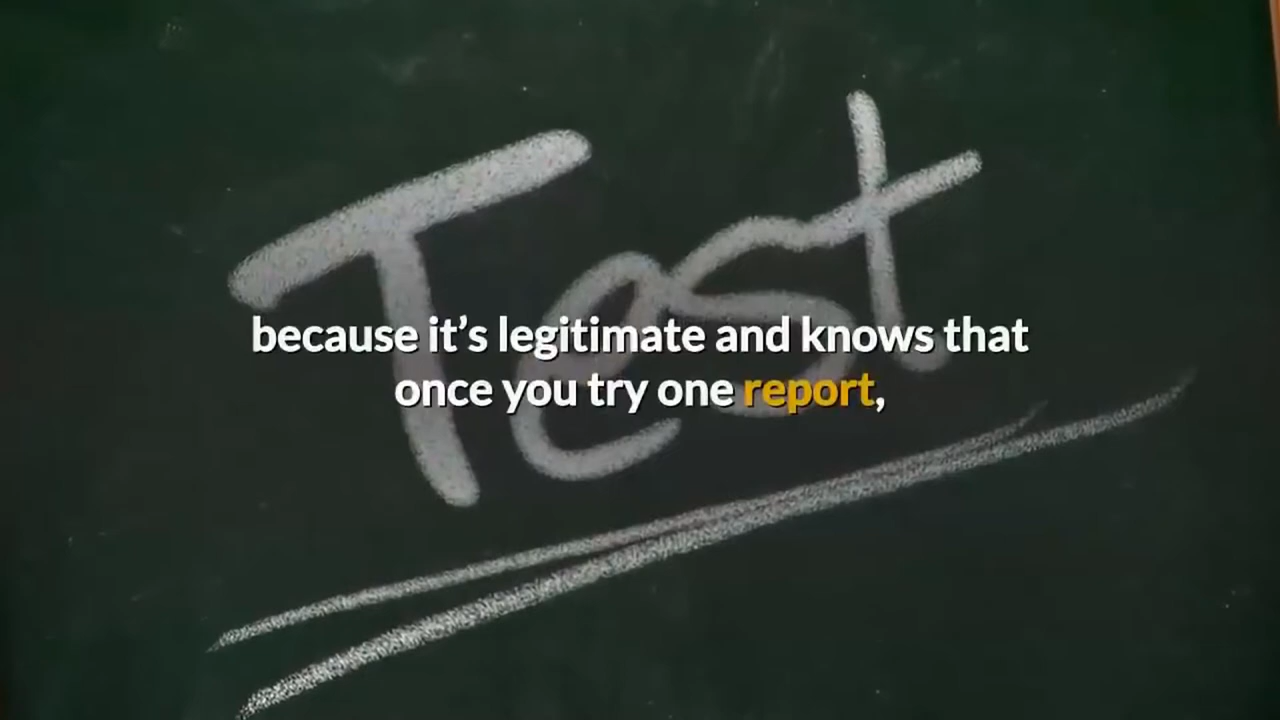 Test
because it’s legitimate and knows that
once you try one report,